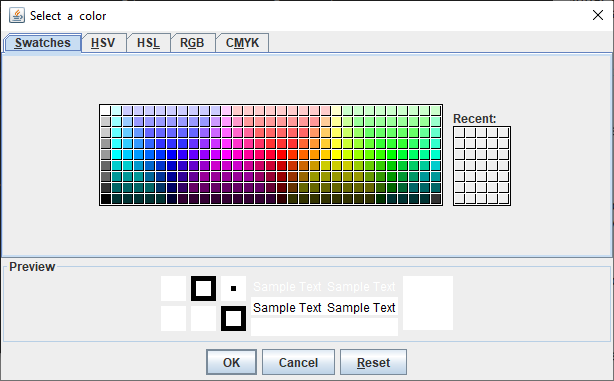 Select a color
Swatches HSV HSL RGB CMYK
Recent:
Preview
Sample Text Sample Text
Sample Text Sample Text
OK Cancel Reset